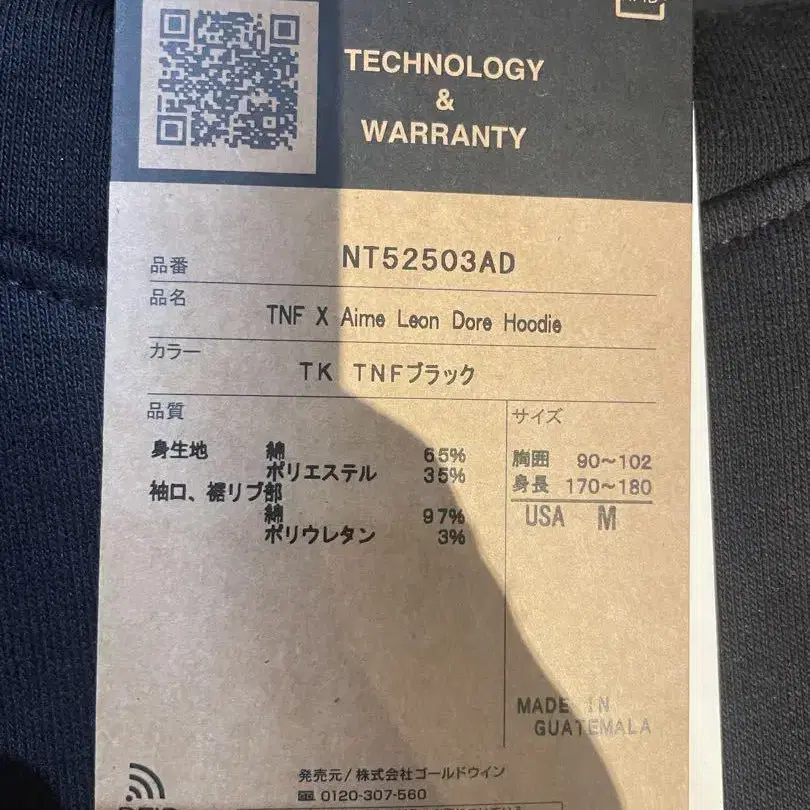 TECHNOLOGY
&
WARRANTY
品番 NT52503AD
品名
TNF X Aime Leon Dore Hoodie
カラー
TK TNFブラック
品質
身生地 綿 65%
ポリエステル 35%
袖口、裾リブ部
綿 97%
ポリウレタン 3%
サイズ
胸囲 90～102
身長 170～180
USA M
MADE IN
GUATEMALA
発売元/株式会社ゴールドウイン
0120-307-560